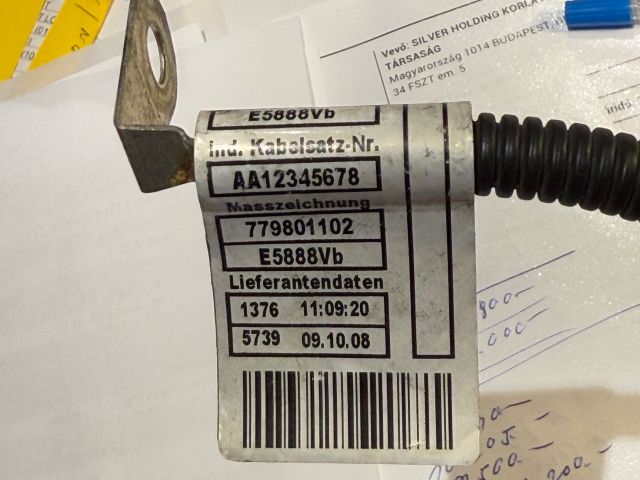 Vevő: SILVER HOLDING KORLÁ
TÁRSASÁG
Magyarország 1014 BUDAPEST,
34 FSZT em. 5
E5888Vb
ind. Kabelsatz-Nr.
AA12345678
Masszeichnung
779801102
E5888Vb
Lieferantendaten
1376 11:09:20
5739 09.10.08